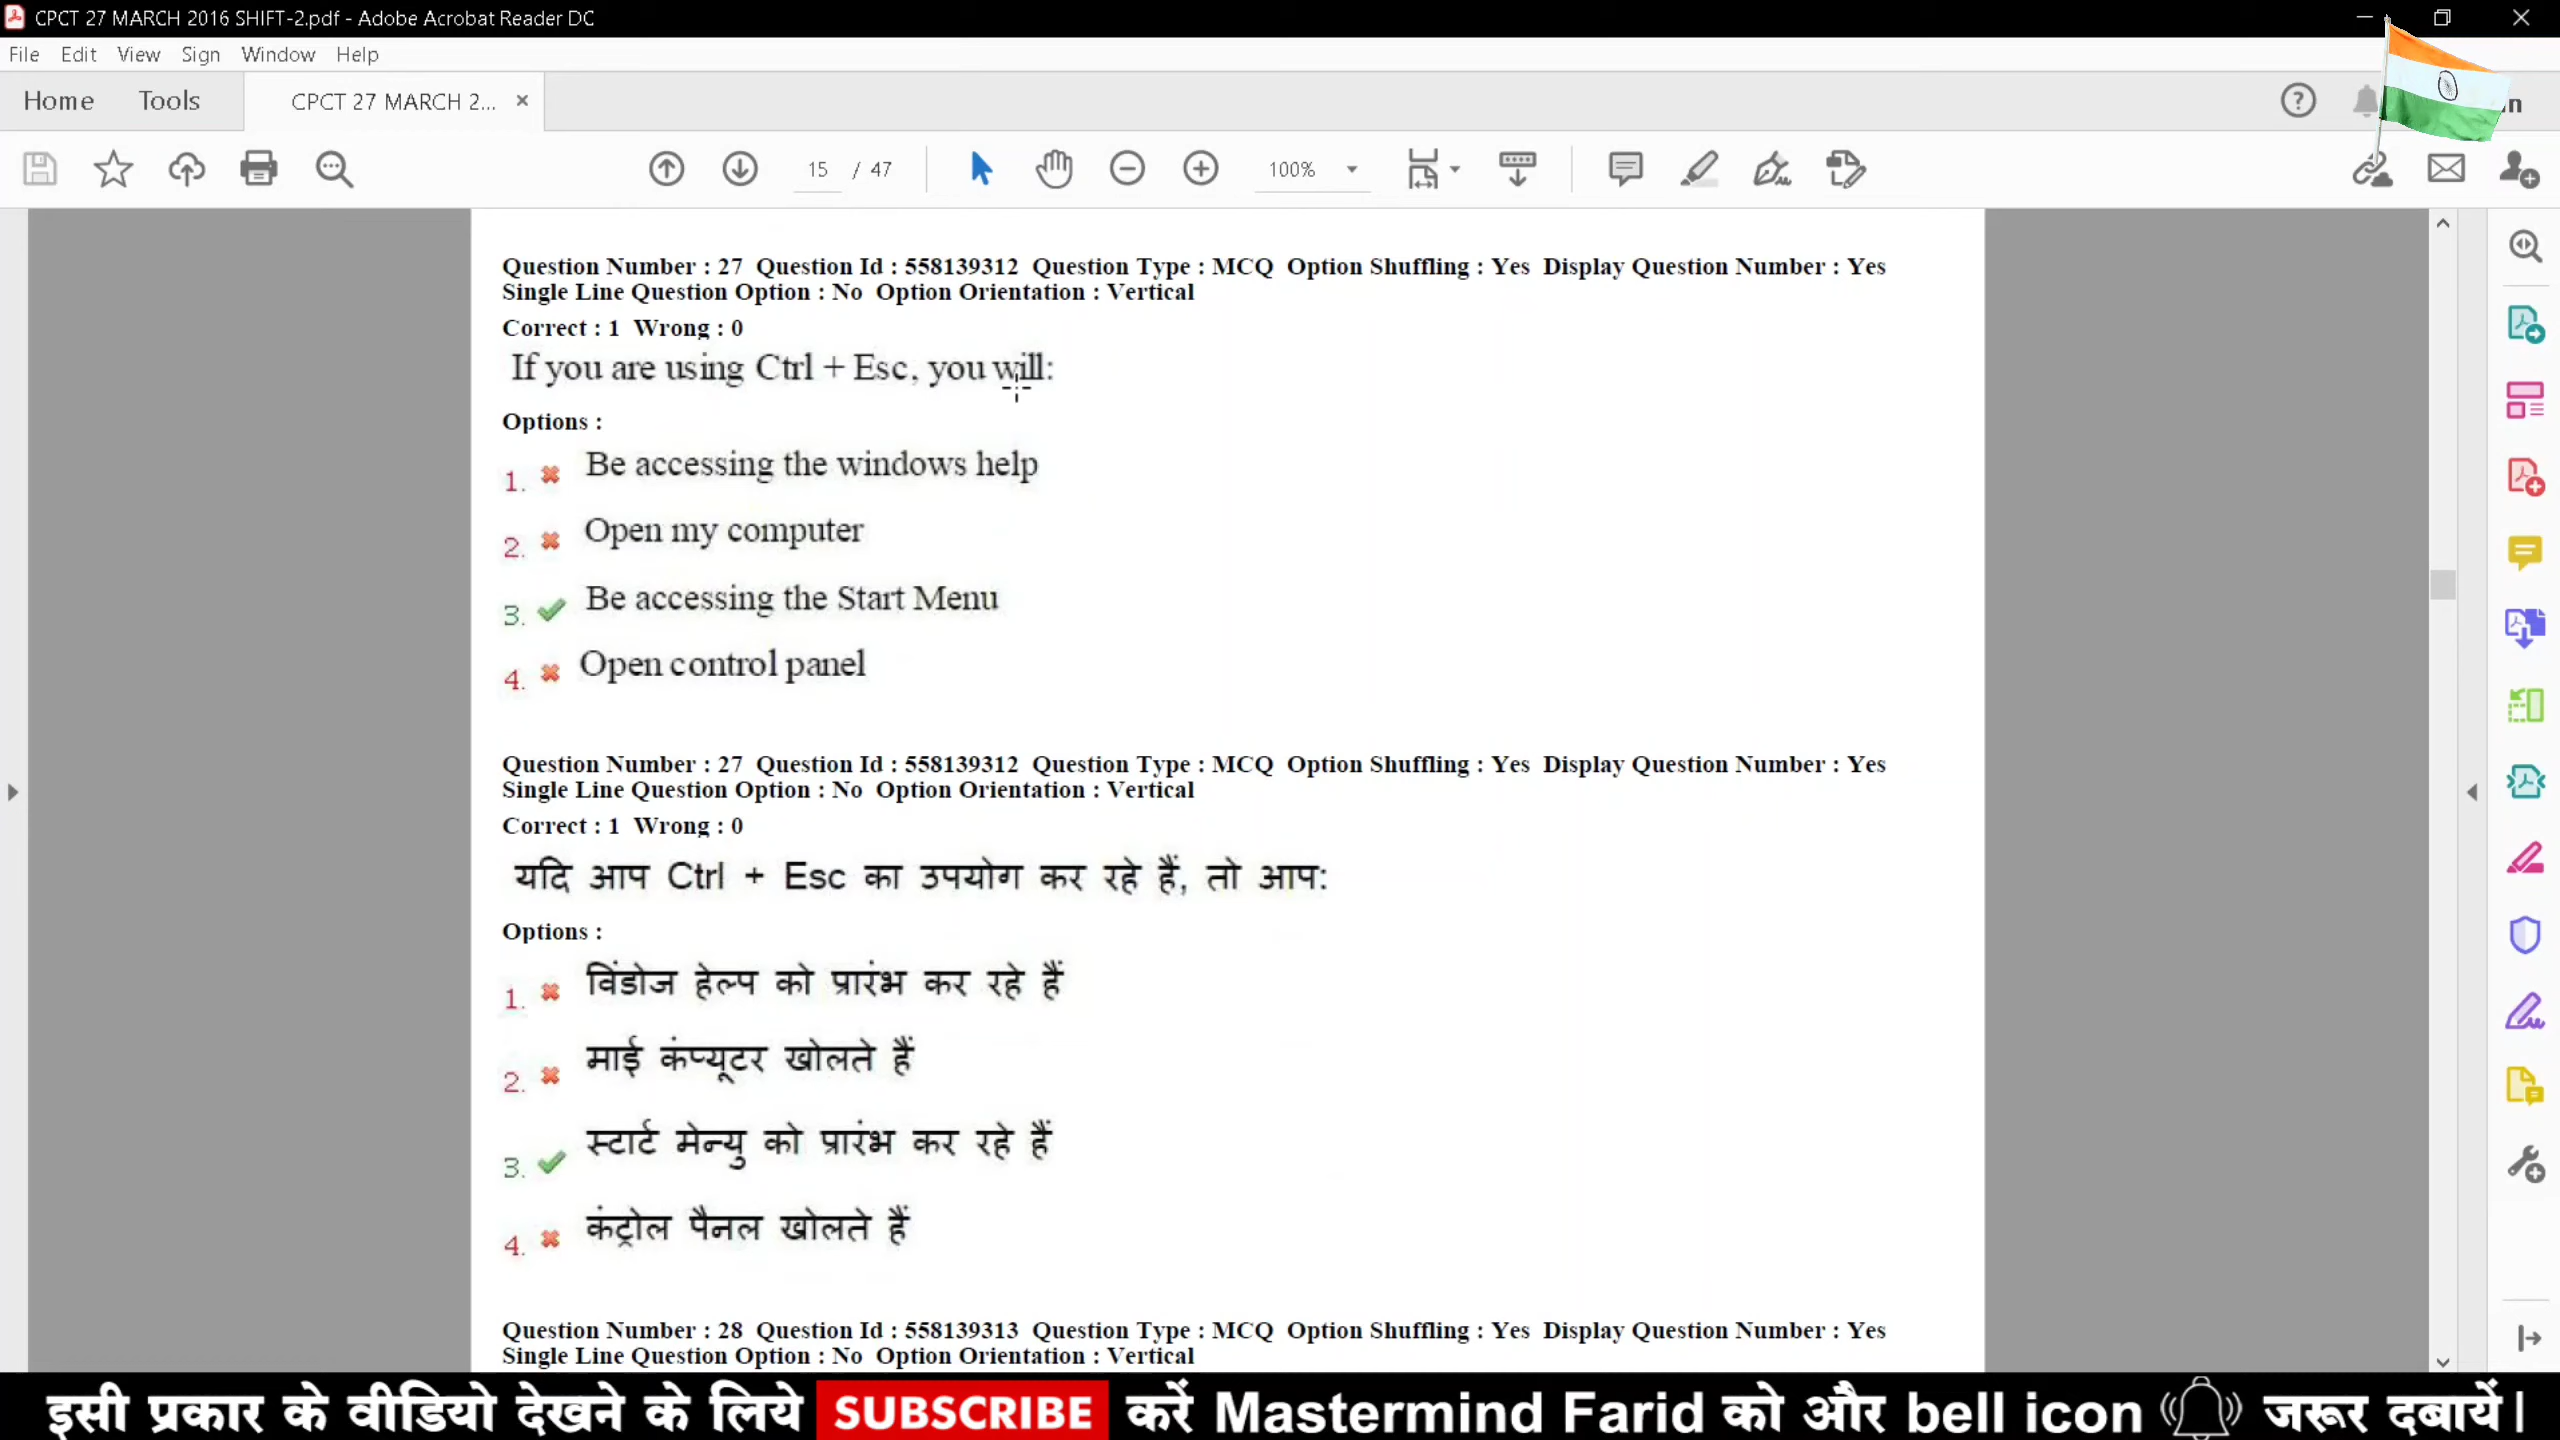 CPCT 27 MARCH 2016 SHIFT-2.pdf - Adobe Acrobat Reader DC
File Edit View Sign Window Help
Home Tools CPCT 27 MARCH 2...
15 / 47 100%
Question Number : 27 Question Id : 558139312 Question Type : MCQ Option Shuffling : Yes Display Question Number : Yes
Single Line Question Option : No Option Orientation : Vertical
Correct : 1 Wrong : 0
If you are using Ctrl + Esc, you will:
Options :
1. Be accessing the windows help
2. Open my computer
3. Be accessing the Start Menu
4. Open control panel
Question Number : 27 Question Id : 558139312 Question Type : MCQ Option Shuffling : Yes Display Question Number : Yes
Single Line Question Option : No Option Orientation : Vertical
Correct : 1 Wrong : 0
यदि आप Ctrl + Esc का उपयोग कर रहे हैं, तो आप:
Options :
1. विंडोज हेल्प को प्रारंभ कर रहे हैं
2. माई कंप्यूटर खोलते हैं
3. स्टार्ट मेन्यु को प्रारंभ कर रहे हैं
4. कंट्रोल पैनल खोलते हैं
Question Number : 28 Question Id : 558139313 Question Type : MCQ Option Shuffling : Yes Display Question Number : Yes
Single Line Question Option : No Option Orientation : Vertical
इसी प्रकार के वीडियो देखने के लिये SUBSCRIBE करें Mastermind Farid को और bell icon जरूर दबायें|